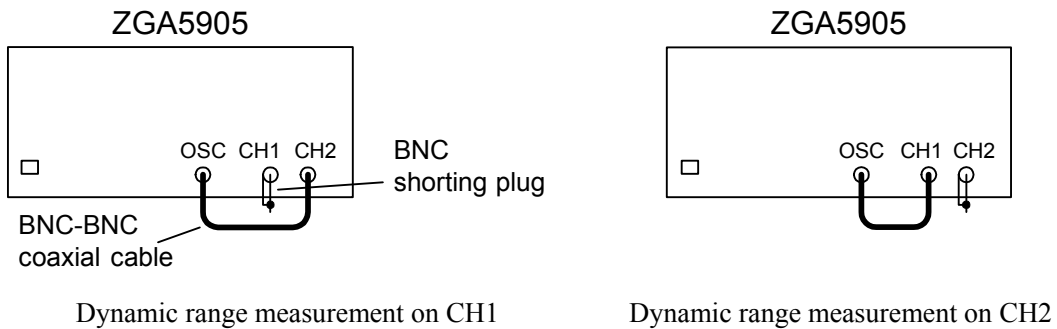 ZGA5905
OSC CH1 CH2
BNC
shorting plug
BNC-BNC
coaxial cable
Dynamic range measurement on CH1
ZGA5905
OSC CH1 CH2
Dynamic range measurement on CH2